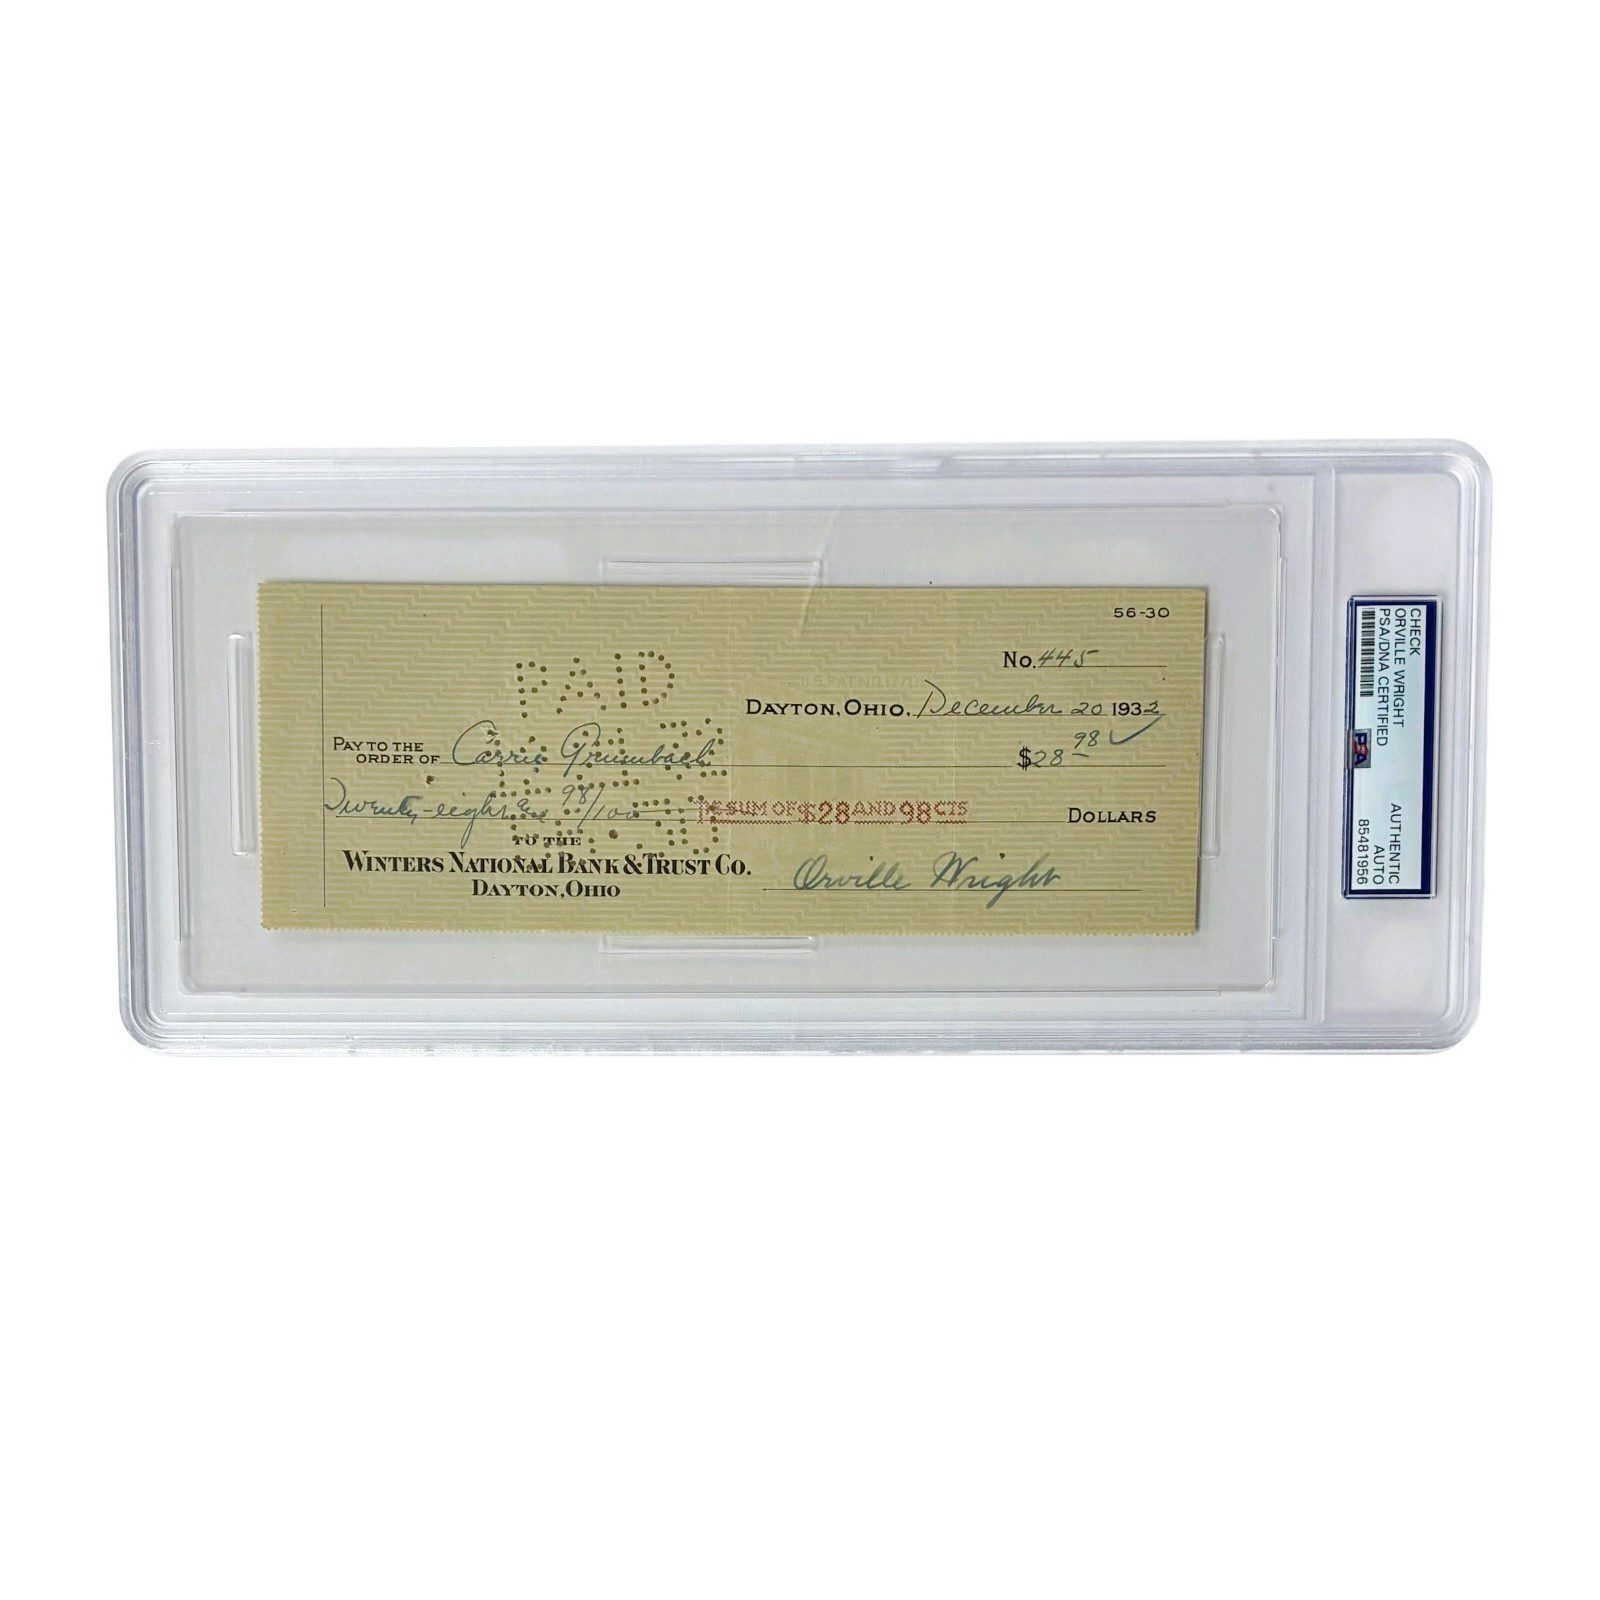 56-30
No. 445
DAYTON, OHIO, December 20 1932
PAY TO THE
ORDER OF Carrie Grumbach $28 98
Twenty-eight and 98/100 THE SUM OF $28 AND 98 CTS DOLLARS
PAID
TO THE
WINTERS NATIONAL BANK & TRUST CO.
DAYTON, OHIO
Orville Wright
CHECK
ORVILLE WRIGHT
PSA/DNA CERTIFIED
PSA
AUTHENTIC
AUTO
85481956